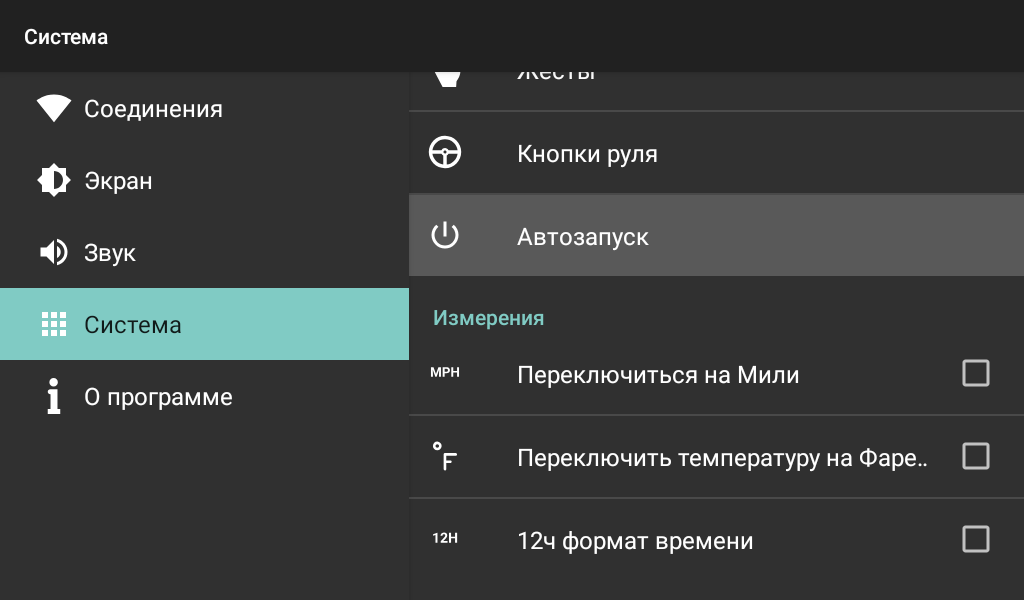 Система
Соединения
Экран
Звук
Система
О программе
Жесты
Кнопки руля
Автозапуск
Измерения
MPH
Переключиться на Мили
°F
Переключить температуру на Фаре..
12H
12ч формат времени